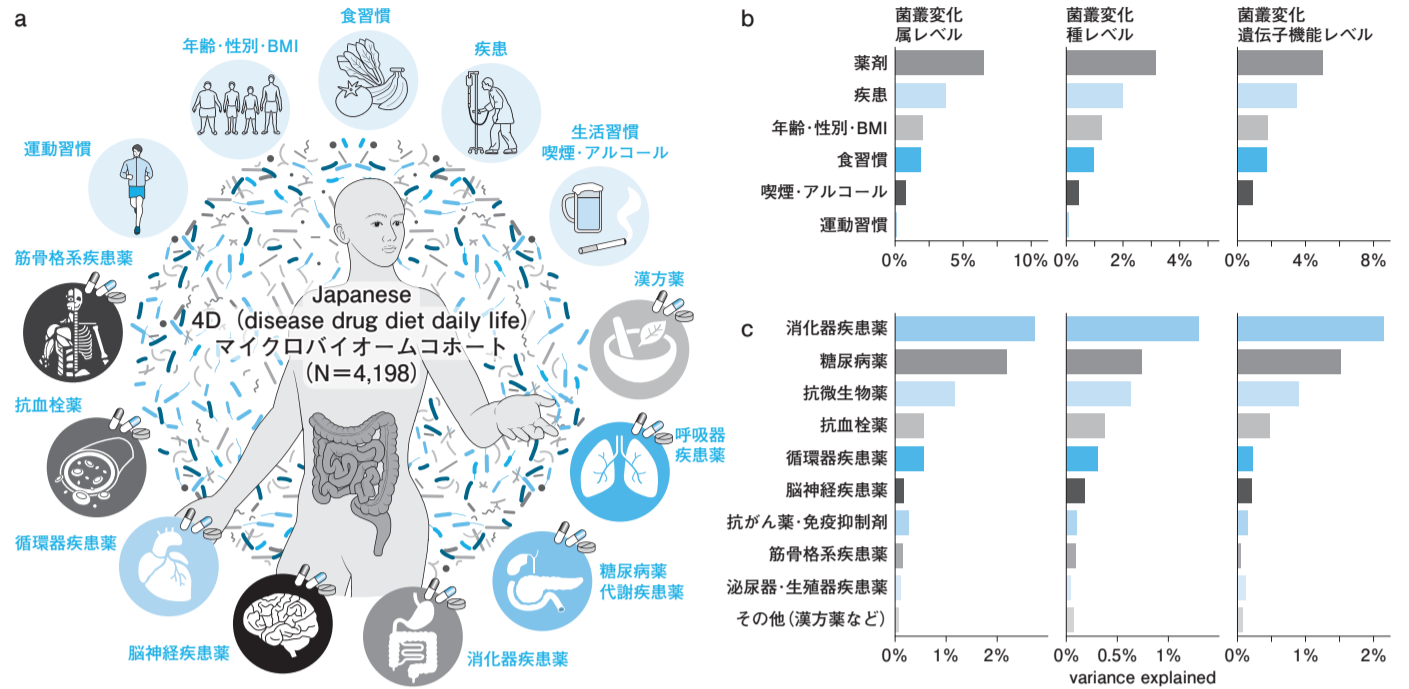 a
食習慣
年齢・性別・BMI
疾患
運動習慣
生活習慣
喫煙・アルコール
筋骨格系疾患薬
漢方薬
Japanese
4D（disease drug diet daily life）
マイクロバイオームコホート
（N＝4,198）
抗血栓薬
呼吸器
疾患薬
循環器疾患薬
糖尿病薬
代謝疾患薬
脳神経疾患薬
消化器疾患薬
b
菌叢変化
属レベル
菌叢変化
種レベル
菌叢変化
遺伝子機能レベル
薬剤
疾患
年齢・性別・BMI
食習慣
喫煙・アルコール
運動習慣
0% 5% 10% 0% 2% 4% 0% 4% 8%
c
消化器疾患薬
糖尿病薬
抗微生物薬
抗血栓薬
循環器疾患薬
脳神経疾患薬
抗がん薬・免疫抑制剤
筋骨格系疾患薬
泌尿器・生殖器疾患薬
その他（漢方薬など）
0% 1% 2% 0% 0.5% 1% 0% 1% 2%
variance explained